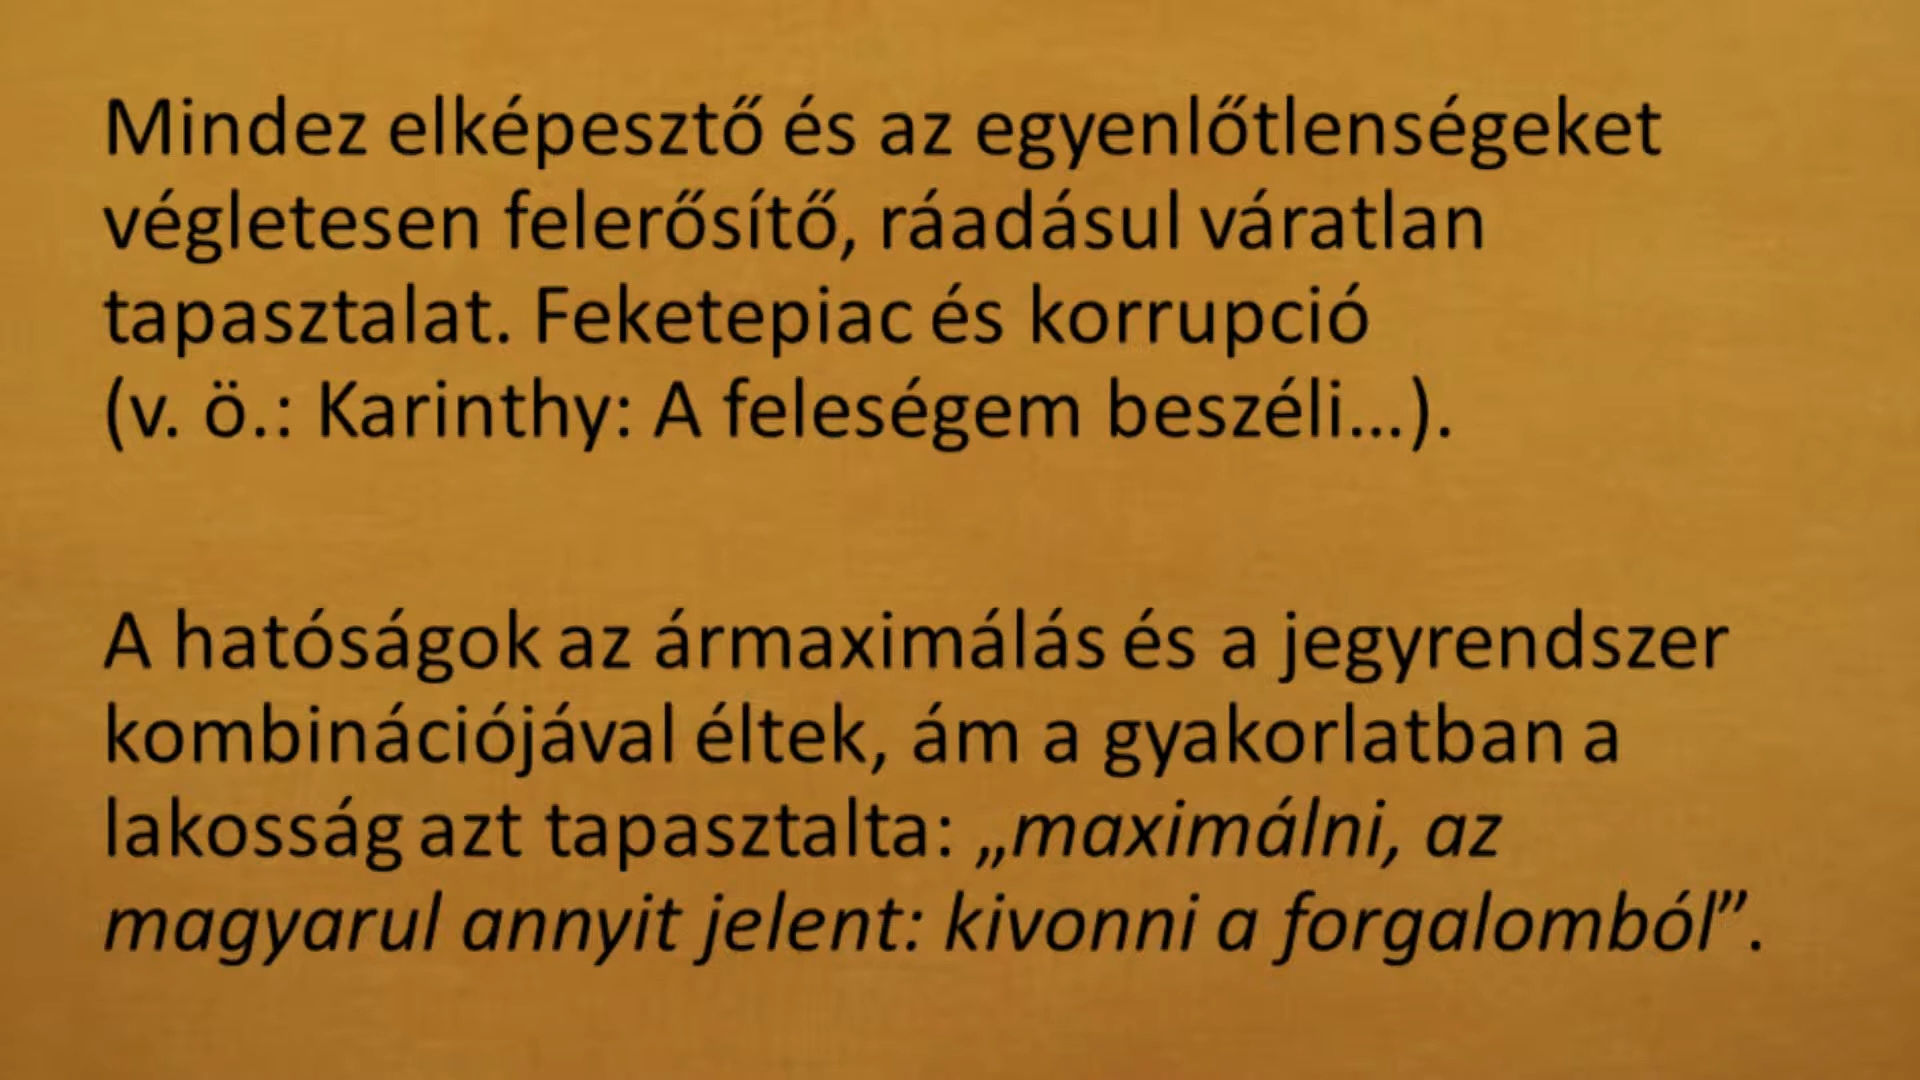 Mindez elképesztő és az egyenlőtlenségeket
végletesen felerősítő, ráadásul váratlan
tapasztalat. Feketepiac és korrupció
(v. ö.: Karinthy: A feleségem beszéli...).
A hatóságok az ármaximálás és a jegyrendszer
kombinációjával éltek, ám a gyakorlatban a
lakosság azt tapasztalta: „maximálni, az
magyarul annyit jelent: kivonni a forgalomból”.